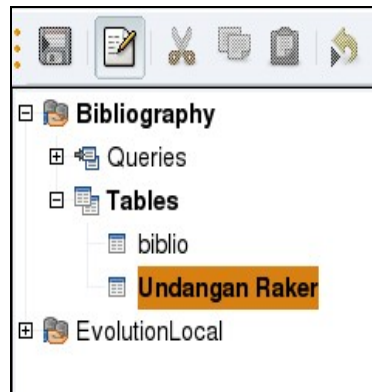 Bibliography
Queries
Tables
biblio
Undangan Raker
EvolutionLocal